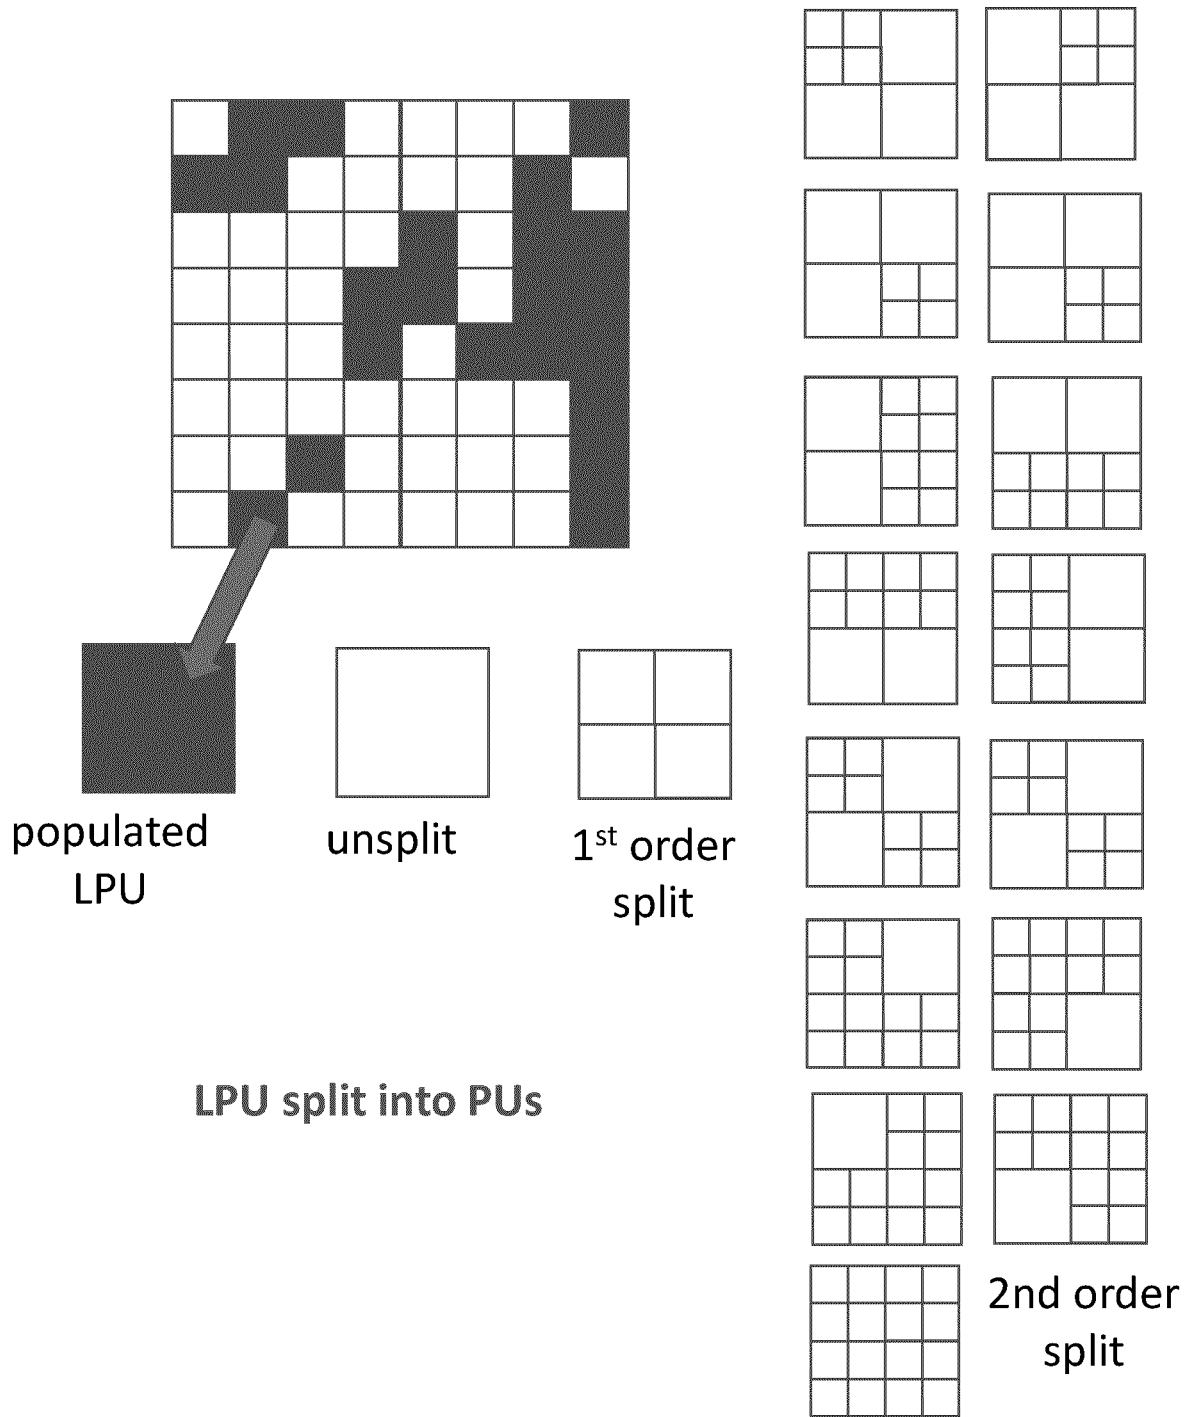 populated
LPU
unsplit
1st order
split
LPU split into PUs
2nd order
split